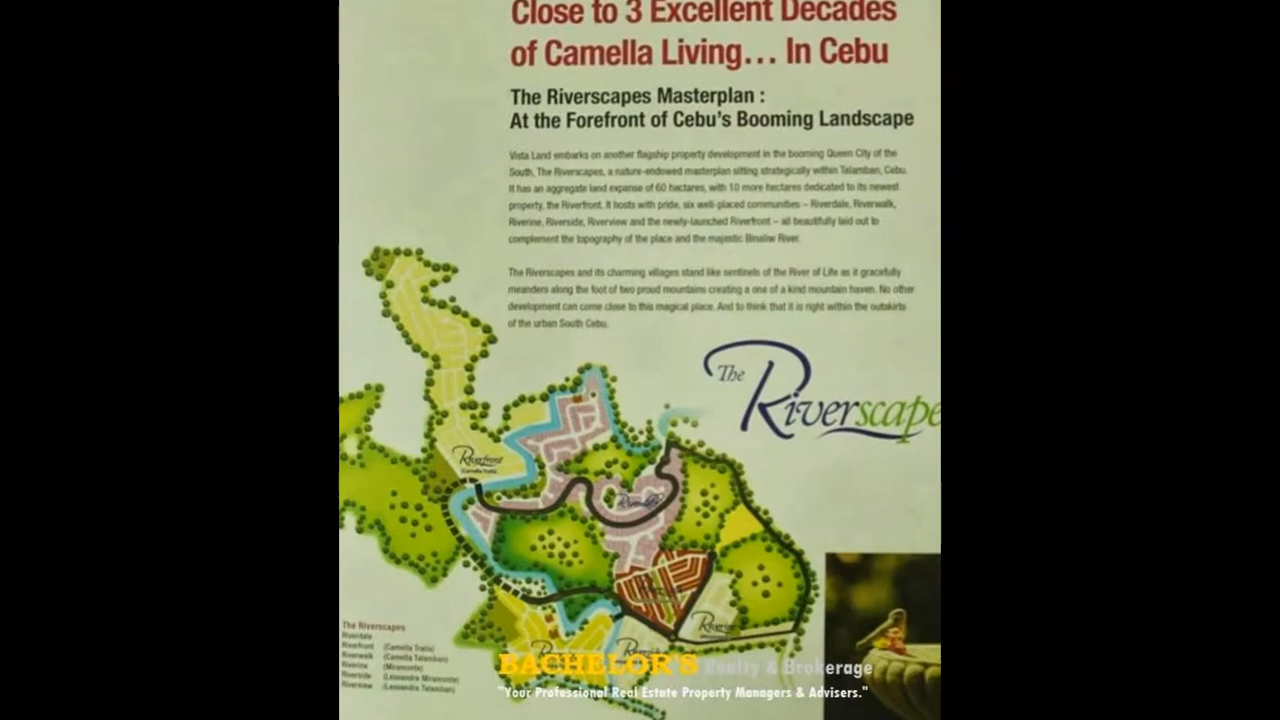 Close to 3 Excellent Decades
of Camella Living... In Cebu
The Riverscapes Masterplan :
At the Forefront of Cebu's Booming Landscape
Vista Land embarks on another flagship property development in the booming Queen City of the
South, The Riverscapes, a nature-endowed masterplan sitting strategically within Talamban, Cebu.
It has an aggregate land expanse of 60 hectares, with 10 more hectares dedicated to its newest
property, the Riverfront. It hosts with pride, six well-placed communities – Riverdale, Riverwalk,
Riverine, Riverside, Riverview and the newly-launched Riverfront – all beautifully laid out to
complement the topography of the place and the majestic Binaliw River.
The Riverscapes and its charming villages stand like sentinels of the River of Life as it gracefully
meanders along the foot of two proud mountains creating a one of a kind mountain haven. No other
development can come close to this magical place. And to think that it is right within the outskirts
of the urban South Cebu.
The
Riverscape
Riverfront
(Camella Trails)
The Riverscapes
Riverdale
Riverfront (Camella Trails)
Riverwalk (Camella Talamban)
Riverine (Miramonte)
Riverside (Lessandra Miramonte)
Riverview (Lessandra Talamban)
BACHELOR'S Realty & Brokerage
"Your Professional Real Estate Property Managers & Advisers."